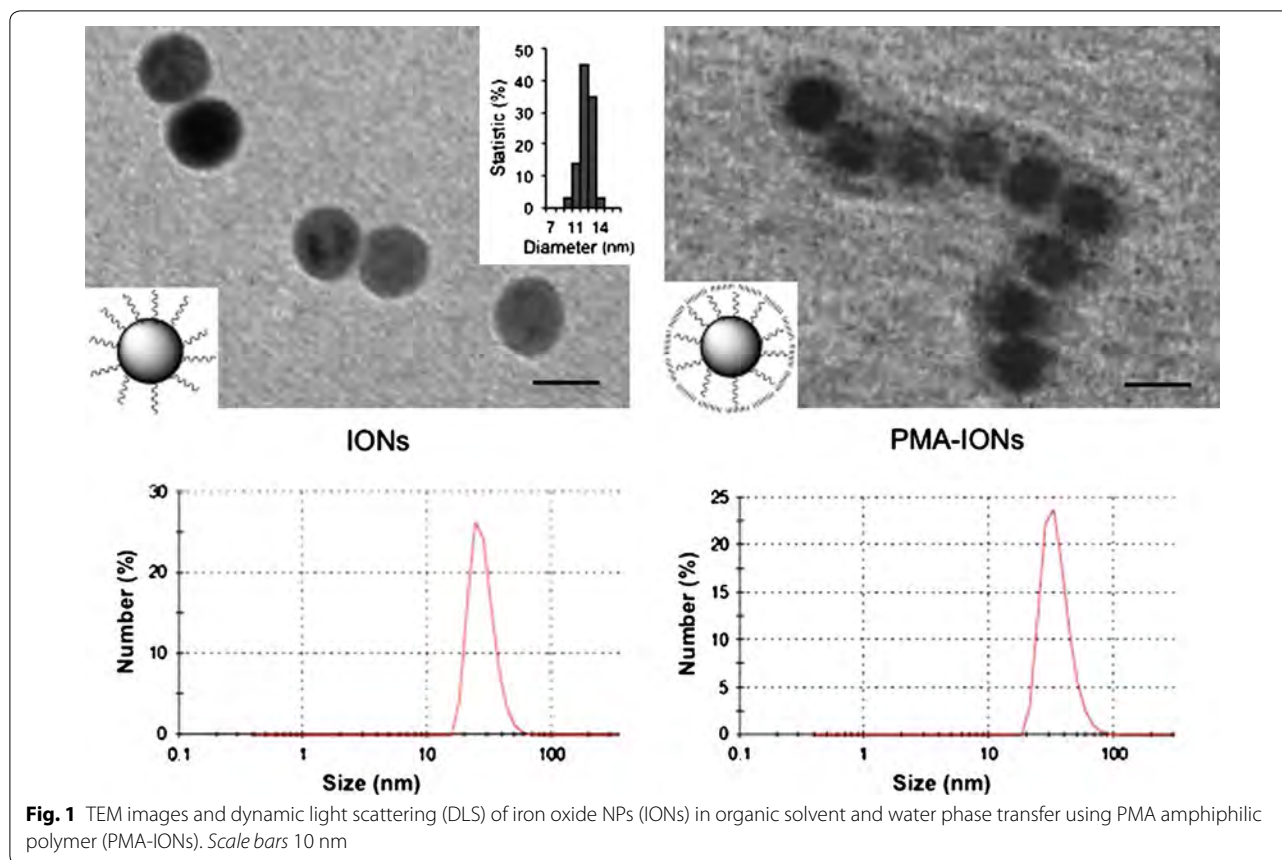 50
40
30
20
10
0
Statistic (%)
7 11 14
Diameter (nm)
IONs
PMA-IONs
30
20
10
0
Number (%)
0.1 1 10 100
Size (nm)
25
20
15
10
5
0
Number (%)
0.1 1 10 100
Size (nm)
Fig. 1 TEM images and dynamic light scattering (DLS) of iron oxide NPs (IONs) in organic solvent and water phase transfer using PMA amphiphilic
polymer (PMA-IONs). Scale bars 10 nm